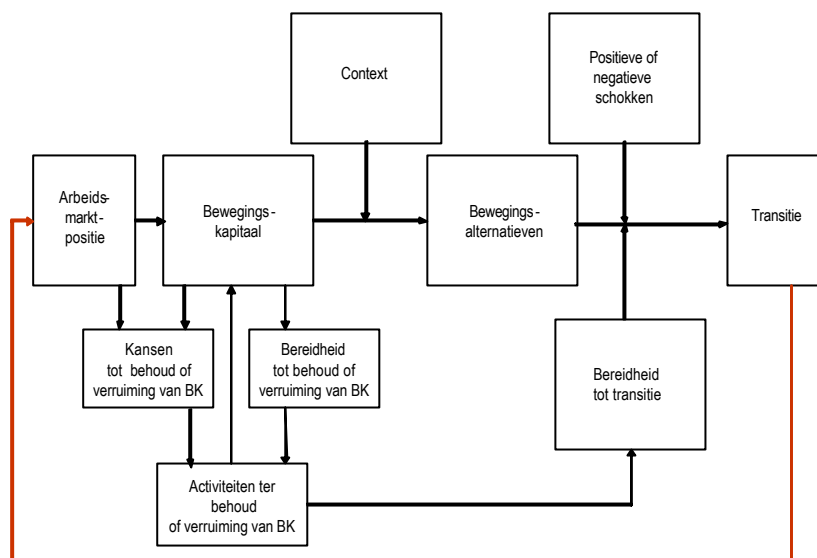 Context
Positieve of
negatieve
schokken
Arbeids-
markt-
positie
Bewegings-
kapitaal
Bewegings-
alternatieven
Transitie
Kansen
tot behoud of
verruiming van BK
Bereidheid
tot behoud of
verruiming van BK
Bereidheid
tot transitie
Activiteiten ter
behoud
of verruiming van BK